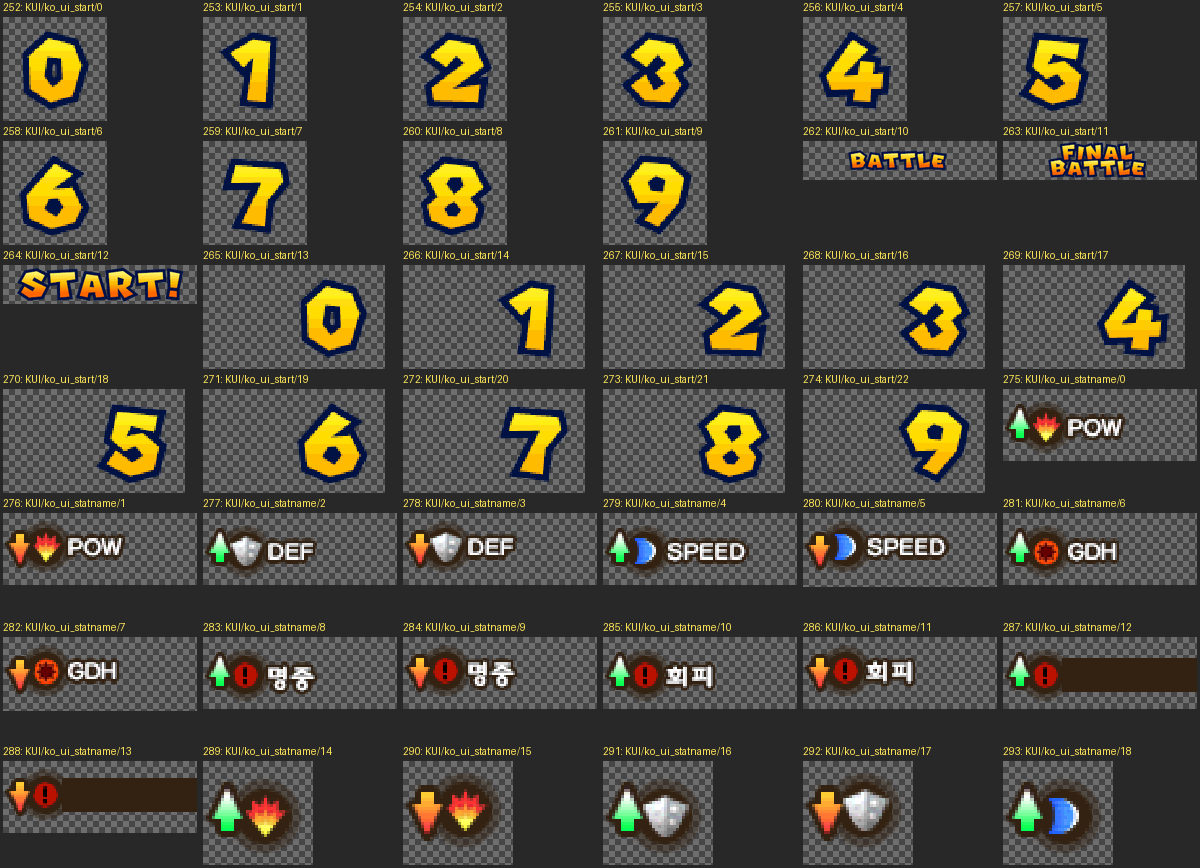 252: KUI/ko_ui_start/0 253: KUI/ko_ui_start/1 254: KUI/ko_ui_start/2 255: KUI/ko_ui_start/3 256: KUI/ko_ui_start/4 257: KUI/ko_ui_start/5
0 1 2 3 4 5
258: KUI/ko_ui_start/6 259: KUI/ko_ui_start/7 260: KUI/ko_ui_start/8 261: KUI/ko_ui_start/9 262: KUI/ko_ui_start/10 263: KUI/ko_ui_start/11
6 7 8 9 BATTLE FINAL BATTLE
264: KUI/ko_ui_start/12 265: KUI/ko_ui_start/13 266: KUI/ko_ui_start/14 267: KUI/ko_ui_start/15 268: KUI/ko_ui_start/16 269: KUI/ko_ui_start/17
START! 0 1 2 3 4
270: KUI/ko_ui_start/18 271: KUI/ko_ui_start/19 272: KUI/ko_ui_start/20 273: KUI/ko_ui_start/21 274: KUI/ko_ui_start/22 275: KUI/ko_ui_statname/0
5 6 7 8 9 POW
276: KUI/ko_ui_statname/1 277: KUI/ko_ui_statname/2 278: KUI/ko_ui_statname/3 279: KUI/ko_ui_statname/4 280: KUI/ko_ui_statname/5 281: KUI/ko_ui_statname/6
POW DEF DEF SPEED SPEED GDH
282: KUI/ko_ui_statname/7 283: KUI/ko_ui_statname/8 284: KUI/ko_ui_statname/9 285: KUI/ko_ui_statname/10 286: KUI/ko_ui_statname/11 287: KUI/ko_ui_statname/12
GDH ! 명중 ! 명중 ! 회피 ! 회피 !
288: KUI/ko_ui_statname/13 289: KUI/ko_ui_statname/14 290: KUI/ko_ui_statname/15 291: KUI/ko_ui_statname/16 292: KUI/ko_ui_statname/17 293: KUI/ko_ui_statname/18
!